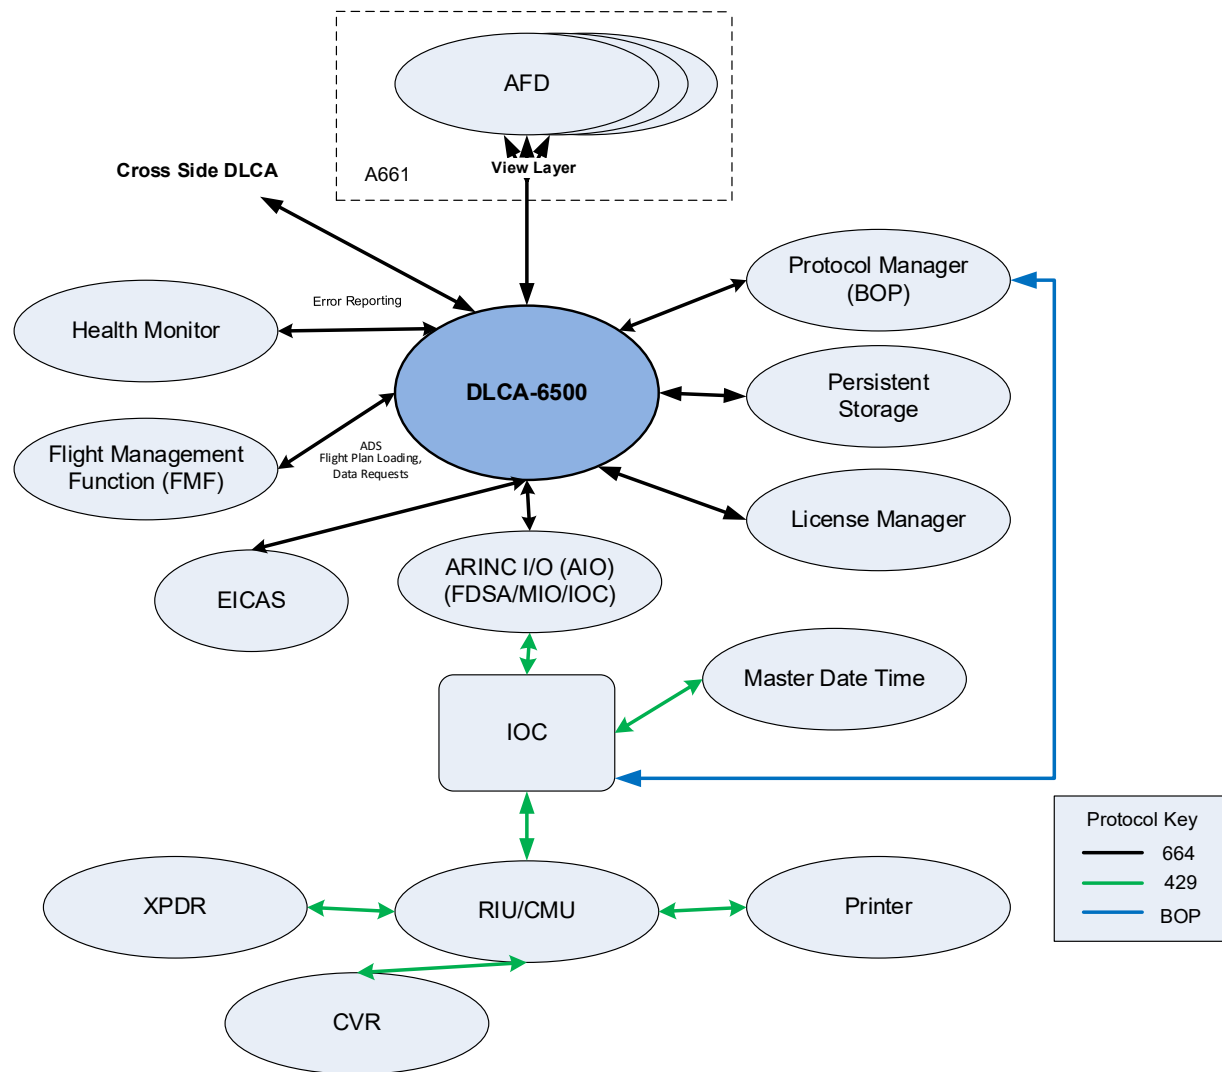 AFD
View Layer
A661
Cross Side DLCA
Protocol Manager
(BOP)
Error Reporting
Health Monitor
DLCA-6500
Persistent
Storage
Flight Management
Function (FMF)
ADS
Flight Plan Loading,
Data Requests
License Manager
ARINC I/O (AIO)
(FDSA/MIO/IOC)
EICAS
Master Date Time
IOC
Protocol Key
664
429
BOP
XPDR
RIU/CMU
Printer
CVR